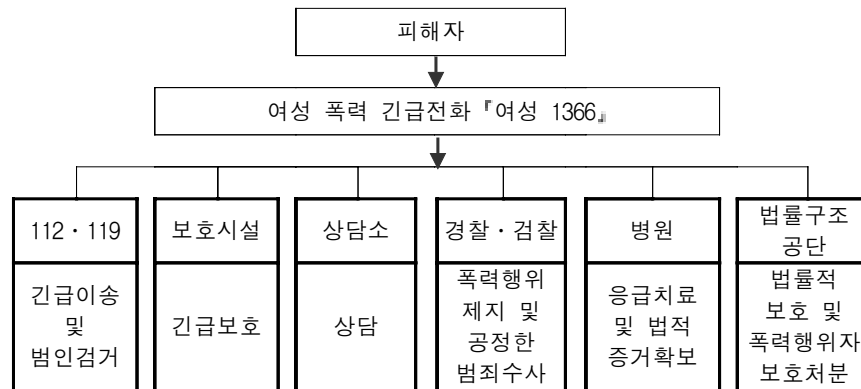 피해자
여성 폭력 긴급전화『여성 1366』
112·119
보호시설
상담소
경찰·검찰
병원
법률구조
공단
긴급이송
및
범인검거
긴급보호
상담
폭력행위
제지 및
공정한
범죄수사
응급치료
및 법적
증거확보
법률적
보호 및
폭력행위자
보호처분